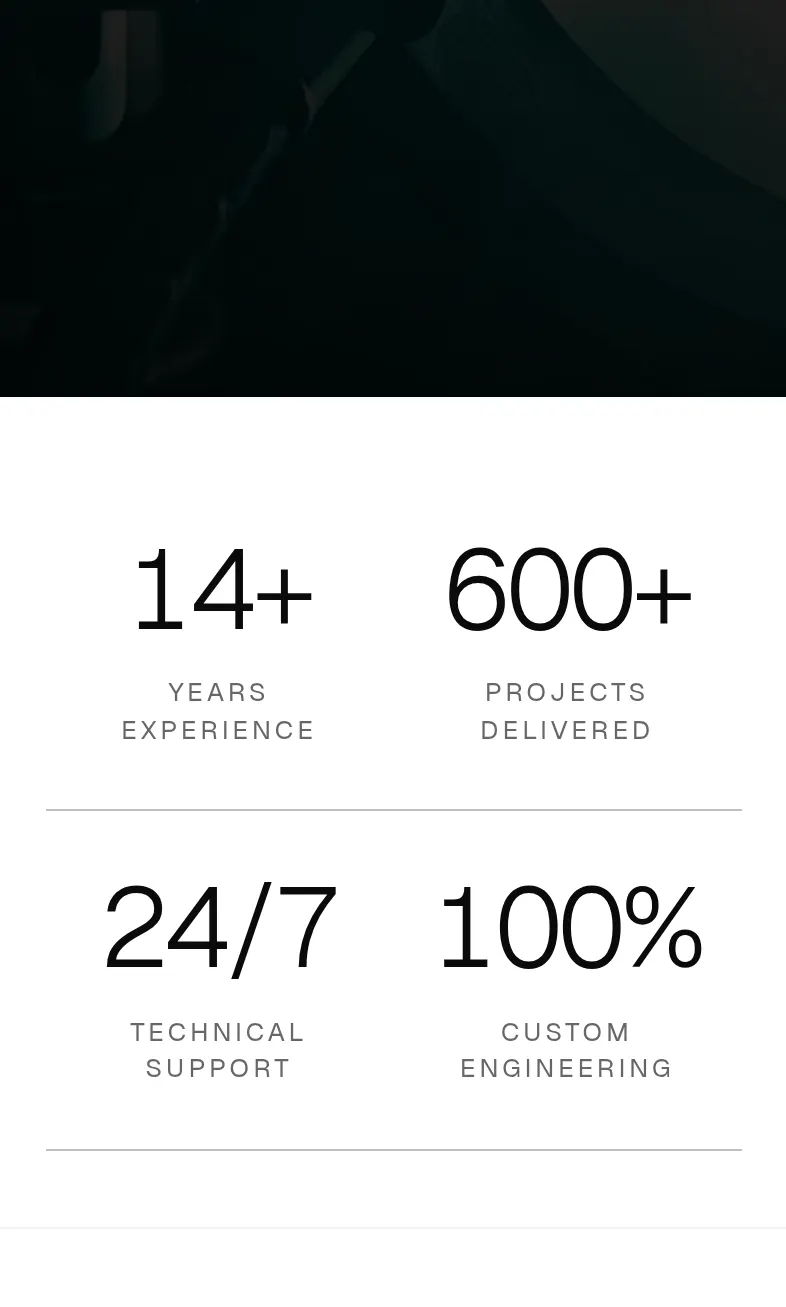 14+ 600+
YEARS PROJECTS
EXPERIENCE DELIVERED
24/7 100%
TECHNICAL CUSTOM
SUPPORT ENGINEERING